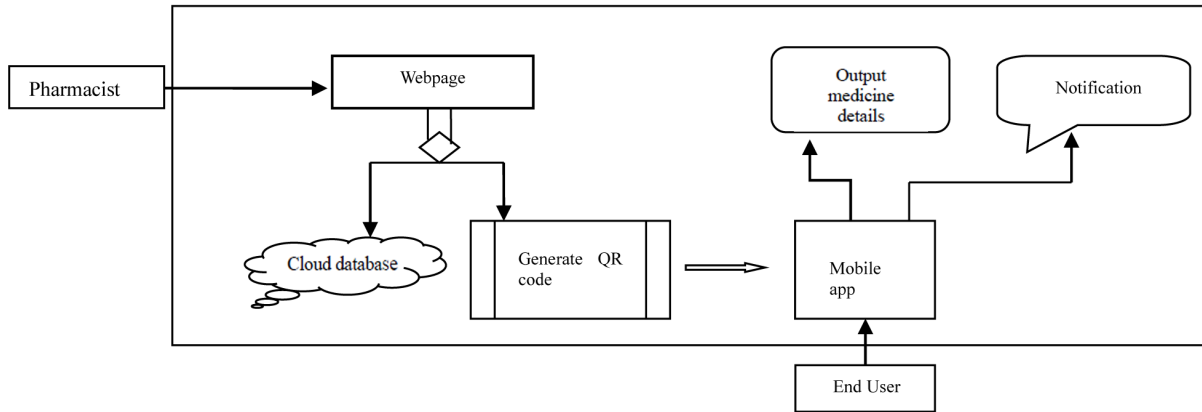 Pharmacist
Webpage
Output
medicine
details
Notification
Cloud database
Generate QR
code
Mobile
app
End User